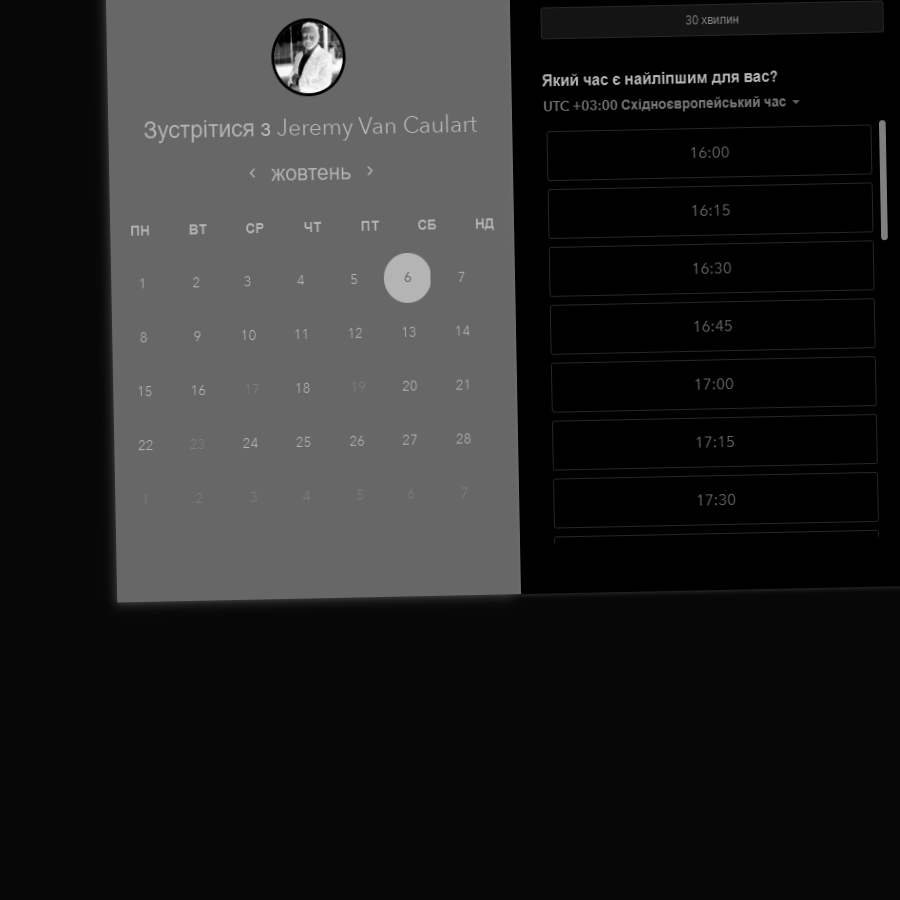 Зустрітися з Jeremy Van Caulart
‹ жовтень ›
ПН ВТ СР ЧТ ПТ СБ НД
1 2 3 4 5 6 7
8 9 10 11 12 13 14
15 16 17 18 19 20 21
22 23 24 25 26 27 28
1 2 3 4 5 6 7
30 хвилин
Який час є найліпшим для вас?
UTC +03:00 Східноєвропейський час
16:00
16:15
16:30
16:45
17:00
17:15
17:30